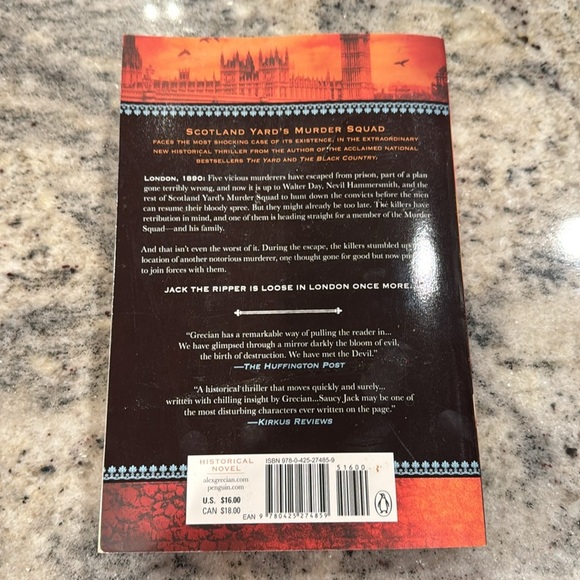 SCOTLAND YARD'S MURDER SQUAD
FACES THE MOST SHOCKING CASE OF ITS EXISTENCE, IN THE EXTRAORDINARY
NEW HISTORICAL THRILLER FROM THE AUTHOR OF THE ACCLAIMED NATIONAL
BESTSELLERS THE YARD AND THE BLACK COUNTRY.
LONDON, 1890: Five vicious murderers have escaped from prison, part of a plan
gone terribly wrong, and now it is up to Walter Day, Nevil Hammersmith, and the
rest of Scotland Yard's Murder Squad to hunt down the convicts before the men
can resume their bloody spree. But they might already be too late. The killers have
retribution in mind, and one of them is heading straight for a member of the Murder
Squad—and his family.
And that isn't even the worst of it. During the escape, the killers stumbled
location of another notorious murderer, one thought gone for good but now
to join forces with them.
JACK THE RIPPER IS LOOSE IN LONDON ONCE MORE.
"Grecian has a remarkable way of pulling the reader in...
We have glimpsed through a mirror darkly the bloom of evil,
the birth of destruction. We have met the Devil."
—THE HUFFINGTON POST
"A historical thriller that moves quickly and surely...
written with chilling insight by Grecian...Saucy Jack may be one of
the most disturbing characters ever written on the page."
—KIRKUS REVIEWS
HISTORICAL
NOVEL
alexgrecian.com
penguin.com
U.S. $16.00
CAN $18.00
ISBN 978-0-425-27485-9
51600
EAN 9 780425 274859